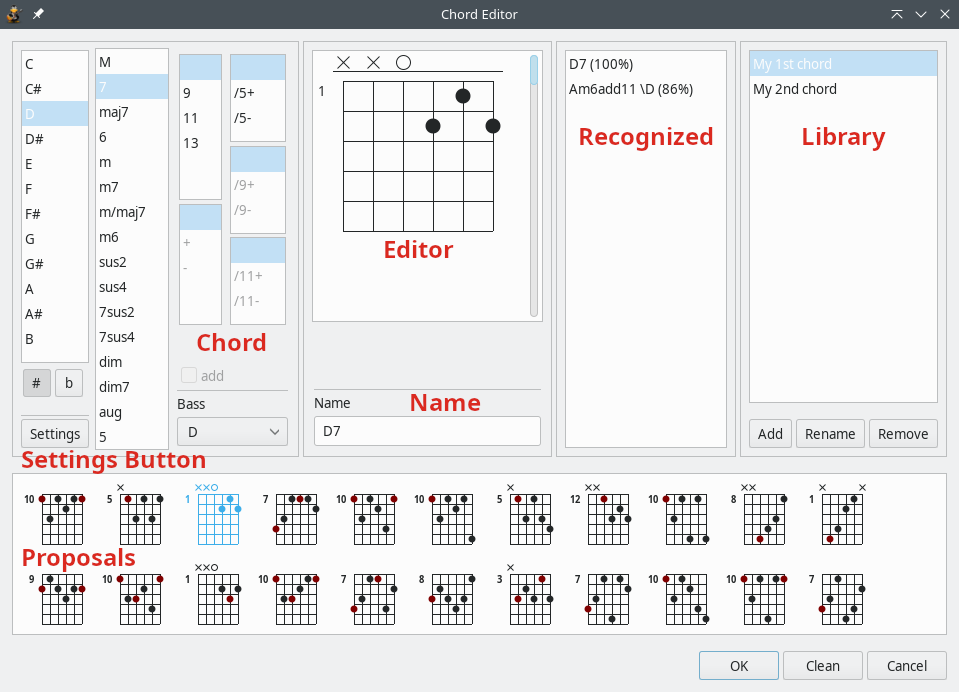 Chord Editor
C
C#
D
D#
E
F
F#
G
G#
A
A#
B
# b
Settings
M
7
maj7
6
m
m7
m/maj7
m6
sus2
sus4
7sus2
7sus4
dim
dim7
aug
5
9
11
13
+
-
/5+
/5-
/9+
/9-
/11+
/11-
Chord
add
Bass
D
1
Editor
Name
Name
D7
D7 (100%)
Am6add11 \D (86%)
Recognized
My 1st chord
My 2nd chord
Library
Add Rename Remove
Settings Button
10 5 1 7 10 10 5 12 10 8 1
Proposals
9 10 1 10 7 8 3 7 10 10 7
OK Clean Cancel